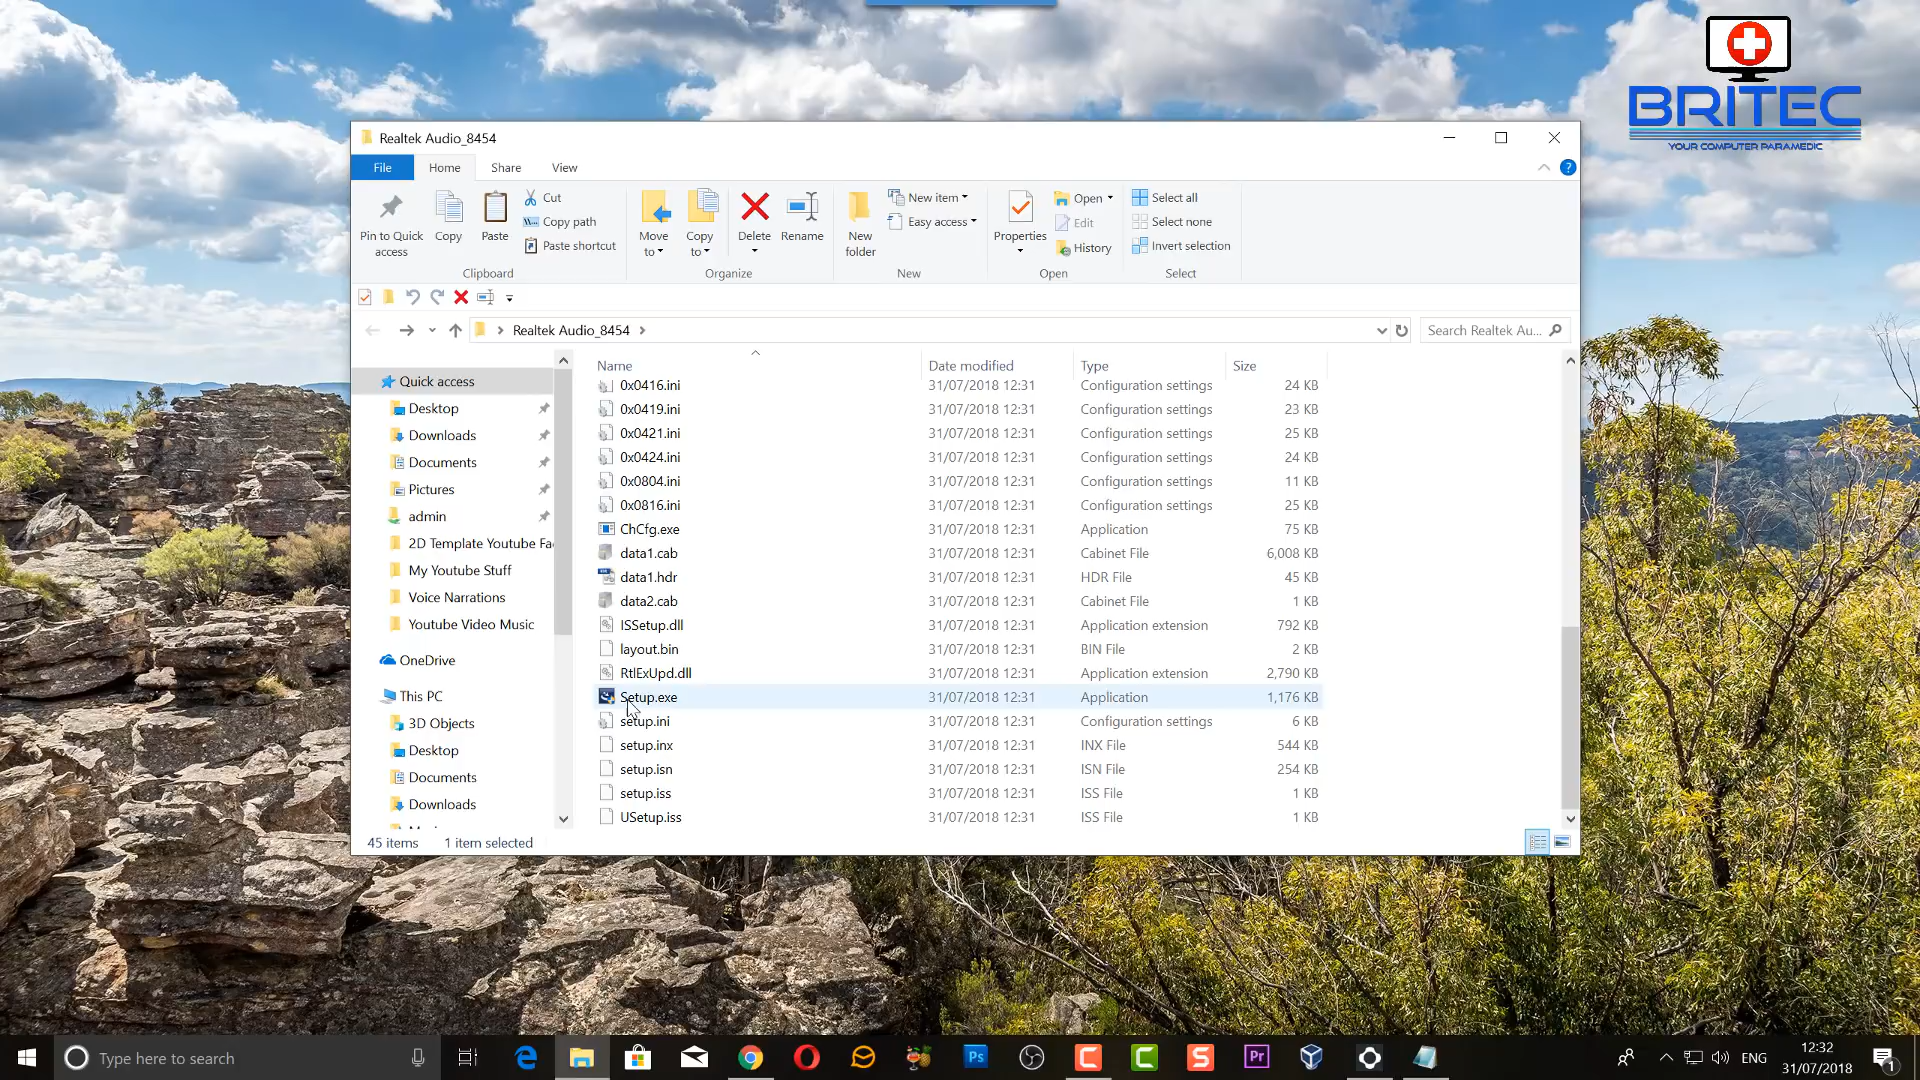 BRITEC
YOUR COMPUTER PARAMEDIC
Realtek Audio_8454
File Home Share View
Pin to Quick access
Copy
Paste
Cut
Copy path
Paste shortcut
Clipboard
Move to
Copy to
Delete
Rename
Organize
New folder
New item
Easy access
New
Properties
Open
Edit
History
Open
Select all
Select none
Invert selection
Select
Realtek Audio_8454
Search Realtek Au...
Quick access
Desktop
Downloads
Documents
Pictures
admin
2D Template Youtube Fa
My Youtube Stuff
Voice Narrations
Youtube Video Music
OneDrive
This PC
3D Objects
Desktop
Documents
Downloads
Name Date modified Type Size
0x0416.ini 31/07/2018 12:31 Configuration settings 24 KB
0x0419.ini 31/07/2018 12:31 Configuration settings 23 KB
0x0421.ini 31/07/2018 12:31 Configuration settings 25 KB
0x0424.ini 31/07/2018 12:31 Configuration settings 24 KB
0x0804.ini 31/07/2018 12:31 Configuration settings 11 KB
0x0816.ini 31/07/2018 12:31 Configuration settings 25 KB
ChCfg.exe 31/07/2018 12:31 Application 75 KB
data1.cab 31/07/2018 12:31 Cabinet File 6,008 KB
data1.hdr 31/07/2018 12:31 HDR File 45 KB
data2.cab 31/07/2018 12:31 Cabinet File 1 KB
ISSetup.dll 31/07/2018 12:31 Application extension 792 KB
layout.bin 31/07/2018 12:31 BIN File 2 KB
RtlExUpd.dll 31/07/2018 12:31 Application extension 2,790 KB
Setup.exe 31/07/2018 12:31 Application 1,176 KB
setup.ini 31/07/2018 12:31 Configuration settings 6 KB
setup.inx 31/07/2018 12:31 INX File 544 KB
setup.isn 31/07/2018 12:31 ISN File 254 KB
setup.iss 31/07/2018 12:31 ISS File 1 KB
USetup.iss 31/07/2018 12:31 ISS File 1 KB
45 items 1 item selected
Type here to search
Ps
Pr
ENG
12:32
31/07/2018
1